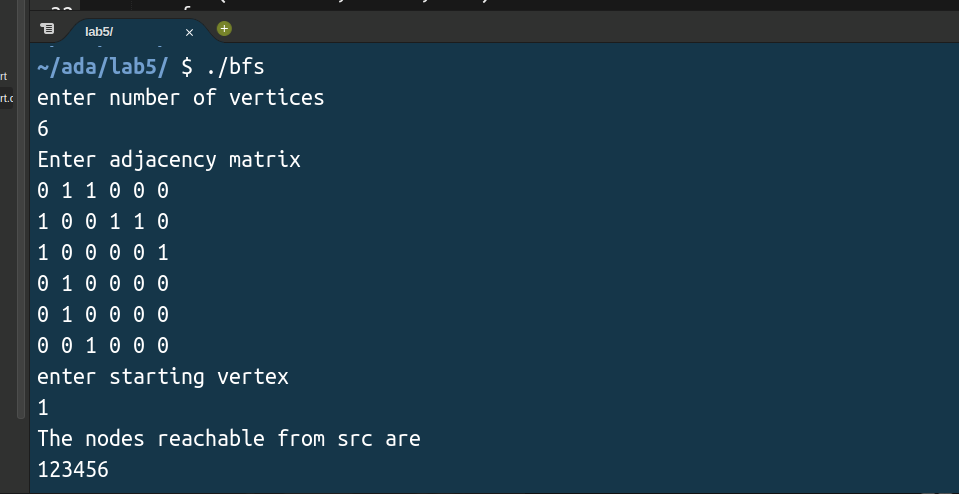 lab5/ × +
rt
rt.c
~/ada/lab5/ $ ./bfs
enter number of vertices
6
Enter adjacency matrix
0 1 1 0 0 0
1 0 0 1 1 0
1 0 0 0 0 1
0 1 0 0 0 0
0 1 0 0 0 0
0 0 1 0 0 0
enter starting vertex
1
The nodes reachable from src are
123456